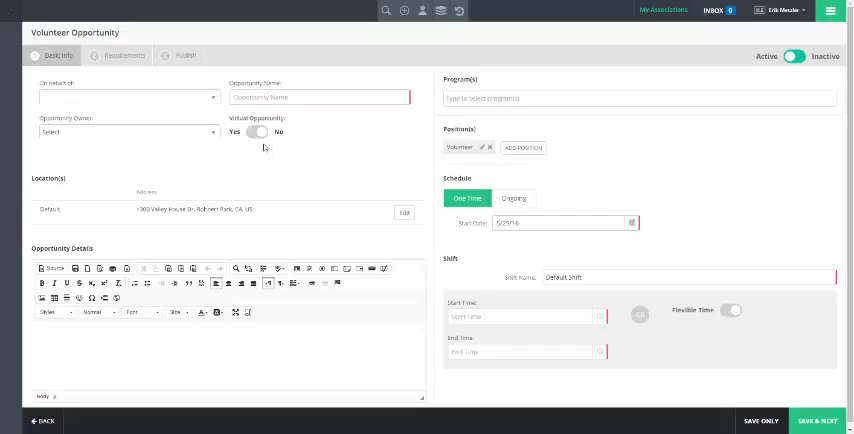 My Associations
INBOX 0
Erik Metzler
Volunteer Opportunity
1 Basic Info
2 Requirements
3 Publish
Active
Inactive
On behalf of:
Opportunity Name:
Opportunity Name
Opportunity Owner:
Select
Virtual Opportunity:
Yes
No
Location(s)
Address
Default
1300 Valley House Dr, Rohnert Park, CA, US
Edit
Opportunity Details
Source
Styles
Normal
Font
Size
body p
Program(s)
Type to select program(s)
Position(s)
Volunteer
ADD POSITION
Schedule
One Time
Ongoing
Start Date:
5/25/16
Shift
Shift Name:
Default Shift
Start Time:
Start Time
OR
Flexible Time
End Time:
End Time
BACK
SAVE ONLY
SAVE & NEXT